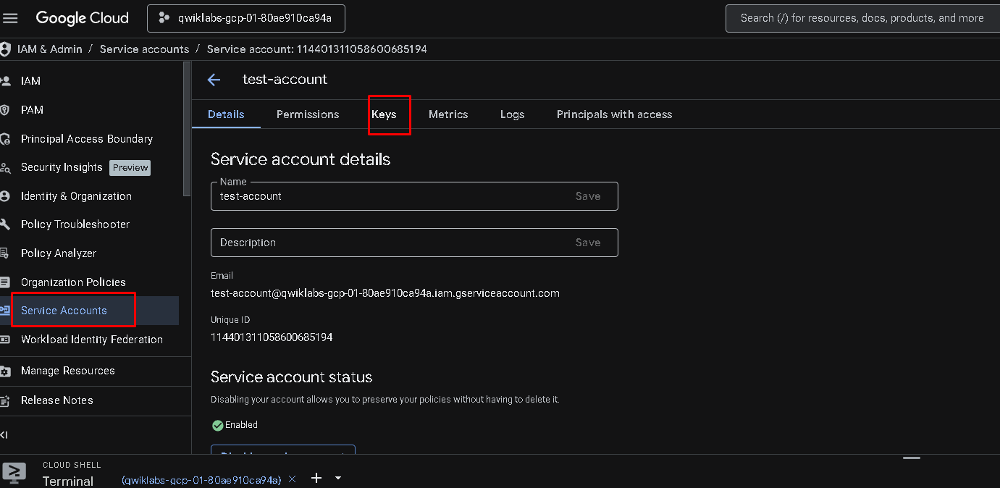 Google Cloud
qwiklabs-gcp-01-80ae910ca94a
Search (/) for resources, docs, products, and more
IAM & Admin / Service accounts / Service account: 114401311058600685194
IAM
PAM
Principal Access Boundary
Security Insights Preview
Identity & Organization
Policy Troubleshooter
Policy Analyzer
Organization Policies
Service Accounts
Workload Identity Federation
Manage Resources
Release Notes
test-account
Details Permissions Keys Metrics Logs Principals with access
Service account details
Name
test-account Save
Description Save
Email
test-account@qwiklabs-gcp-01-80ae910ca94a.iam.gserviceaccount.com
Unique ID
114401311058600685194
Service account status
Disabling your account allows you to preserve your policies without having to delete it.
Enabled
CLOUD SHELL
Terminal (qwiklabs-gcp-01-80ae910ca94a)